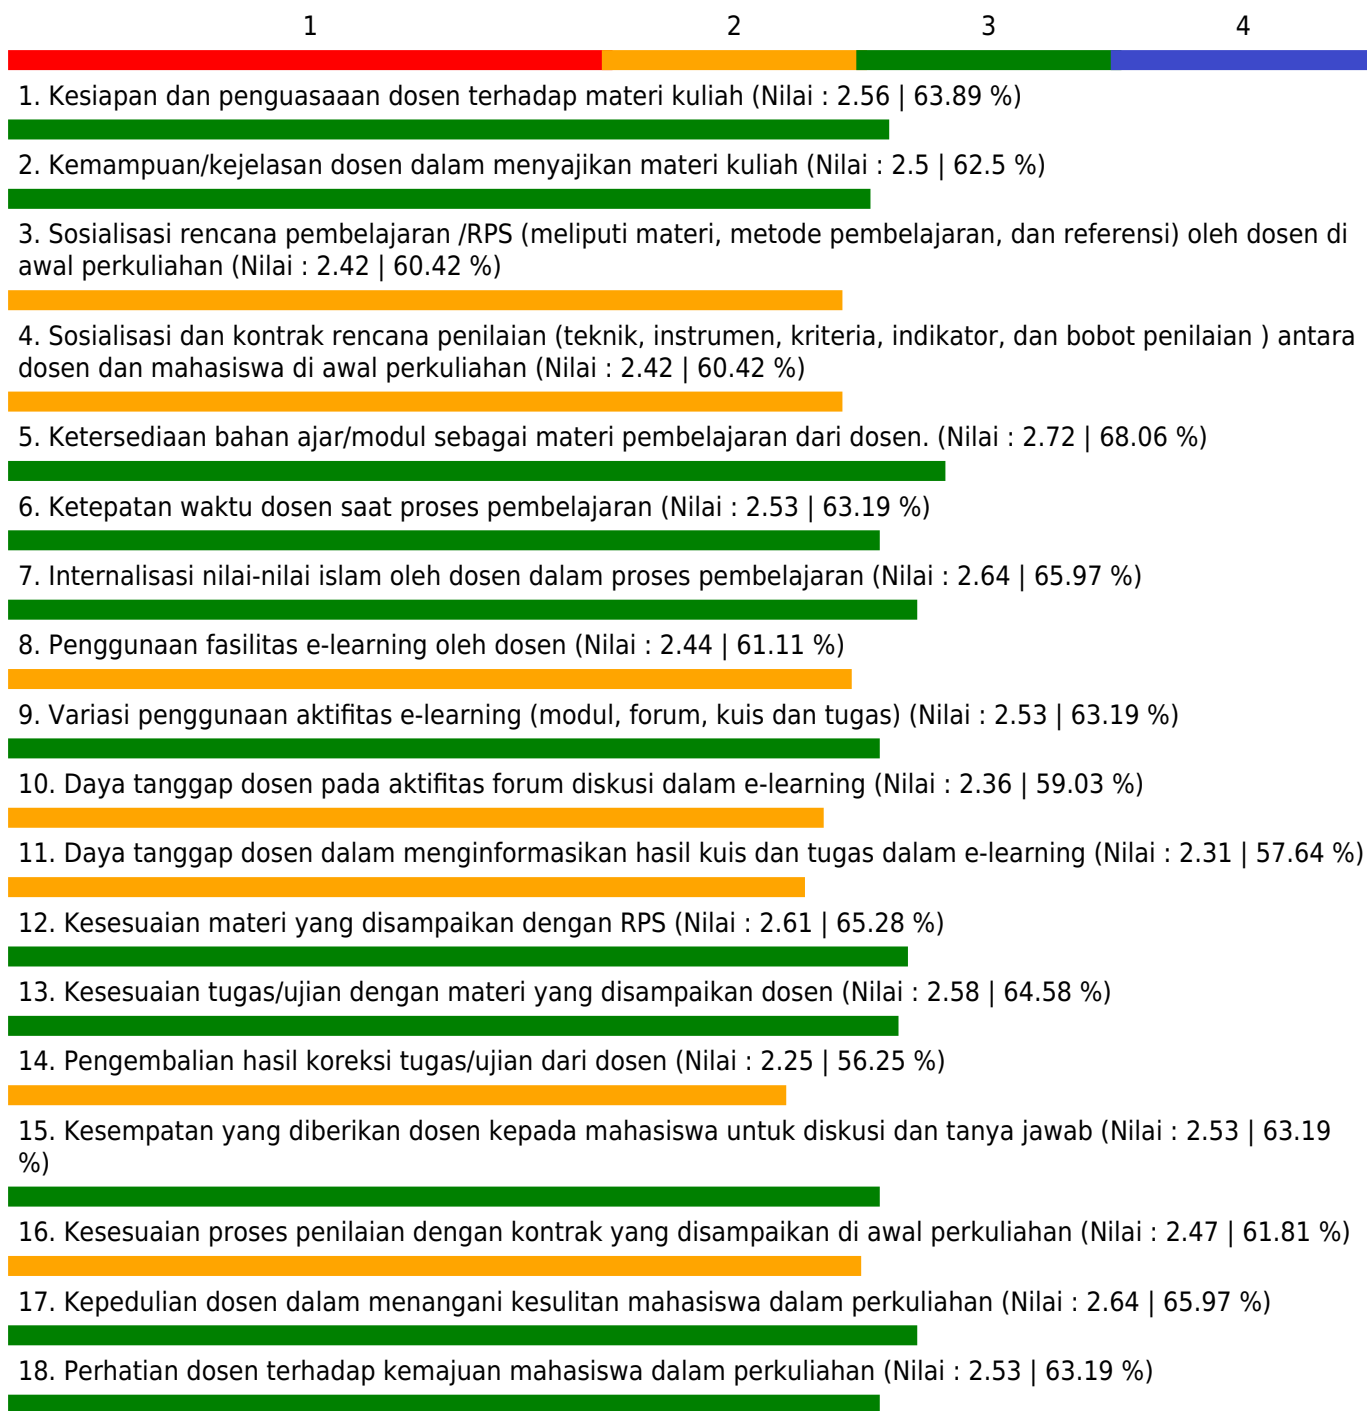 1 2 3 4
1. Kesiapan dan penguasaaan dosen terhadap materi kuliah (Nilai : 2.56 | 63.89 %)
2. Kemampuan/kejelasan dosen dalam menyajikan materi kuliah (Nilai : 2.5 | 62.5 %)
3. Sosialisasi rencana pembelajaran /RPS (meliputi materi, metode pembelajaran, dan referensi) oleh dosen di
awal perkuliahan (Nilai : 2.42 | 60.42 %)
4. Sosialisasi dan kontrak rencana penilaian (teknik, instrumen, kriteria, indikator, dan bobot penilaian ) antara
dosen dan mahasiswa di awal perkuliahan (Nilai : 2.42 | 60.42 %)
5. Ketersediaan bahan ajar/modul sebagai materi pembelajaran dari dosen. (Nilai : 2.72 | 68.06 %)
6. Ketepatan waktu dosen saat proses pembelajaran (Nilai : 2.53 | 63.19 %)
7. Internalisasi nilai-nilai islam oleh dosen dalam proses pembelajaran (Nilai : 2.64 | 65.97 %)
8. Penggunaan fasilitas e-learning oleh dosen (Nilai : 2.44 | 61.11 %)
9. Variasi penggunaan aktifitas e-learning (modul, forum, kuis dan tugas) (Nilai : 2.53 | 63.19 %)
10. Daya tanggap dosen pada aktifitas forum diskusi dalam e-learning (Nilai : 2.36 | 59.03 %)
11. Daya tanggap dosen dalam menginformasikan hasil kuis dan tugas dalam e-learning (Nilai : 2.31 | 57.64 %)
12. Kesesuaian materi yang disampaikan dengan RPS (Nilai : 2.61 | 65.28 %)
13. Kesesuaian tugas/ujian dengan materi yang disampaikan dosen (Nilai : 2.58 | 64.58 %)
14. Pengembalian hasil koreksi tugas/ujian dari dosen (Nilai : 2.25 | 56.25 %)
15. Kesempatan yang diberikan dosen kepada mahasiswa untuk diskusi dan tanya jawab (Nilai : 2.53 | 63.19
%)
16. Kesesuaian proses penilaian dengan kontrak yang disampaikan di awal perkuliahan (Nilai : 2.47 | 61.81 %)
17. Kepedulian dosen dalam menangani kesulitan mahasiswa dalam perkuliahan (Nilai : 2.64 | 65.97 %)
18. Perhatian dosen terhadap kemajuan mahasiswa dalam perkuliahan (Nilai : 2.53 | 63.19 %)